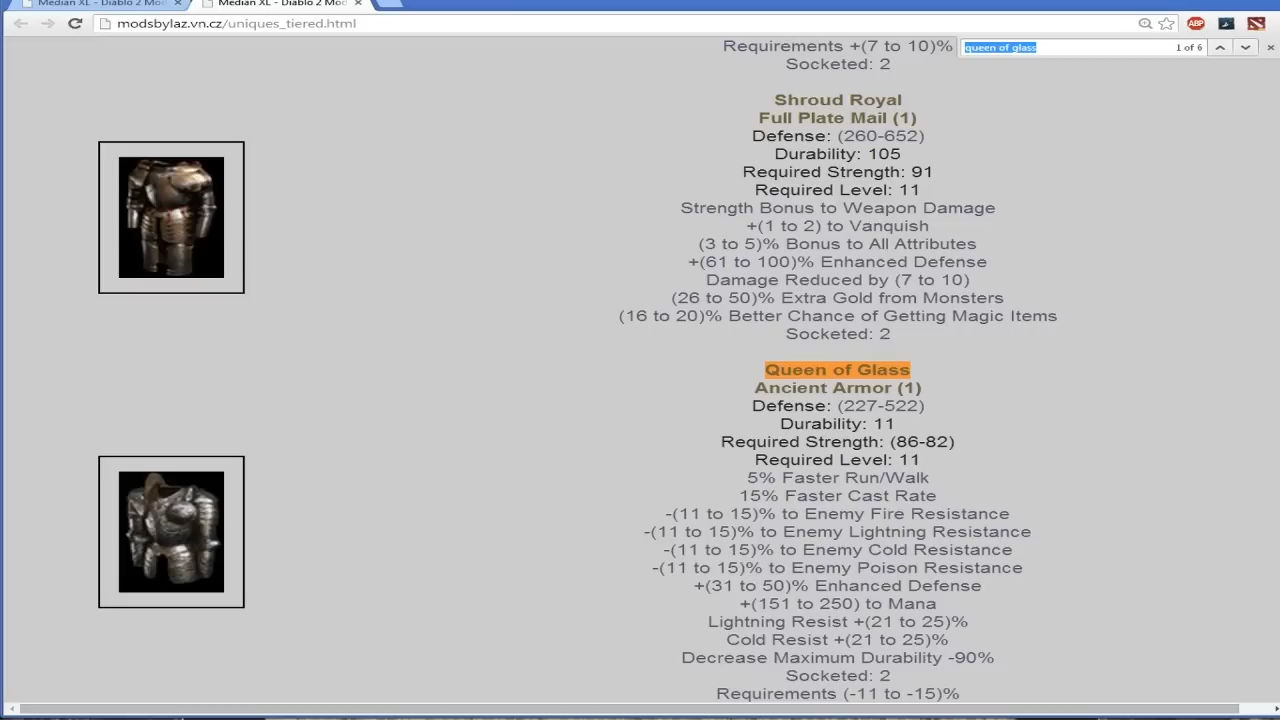 Median XL - Diablo 2 Mod
Median XL - Diablo 2 Mod
modsbylaz.vn.cz/uniques_tiered.html
ABP
queen of glass
1 of 6
Requirements +(7 to 10)%
Socketed: 2
Shroud Royal
Full Plate Mail (1)
Defense: (260-652)
Durability: 105
Required Strength: 91
Required Level: 11
Strength Bonus to Weapon Damage
+(1 to 2) to Vanquish
(3 to 5)% Bonus to All Attributes
+(61 to 100)% Enhanced Defense
Damage Reduced by (7 to 10)
(26 to 50)% Extra Gold from Monsters
(16 to 20)% Better Chance of Getting Magic Items
Socketed: 2
Queen of Glass
Ancient Armor (1)
Defense: (227-522)
Durability: 11
Required Strength: (86-82)
Required Level: 11
5% Faster Run/Walk
15% Faster Cast Rate
-(11 to 15)% to Enemy Fire Resistance
-(11 to 15)% to Enemy Lightning Resistance
-(11 to 15)% to Enemy Cold Resistance
-(11 to 15)% to Enemy Poison Resistance
+(31 to 50)% Enhanced Defense
+(151 to 250) to Mana
Lightning Resist +(21 to 25)%
Cold Resist +(21 to 25)%
Decrease Maximum Durability -90%
Socketed: 2
Requirements (-11 to -15)%